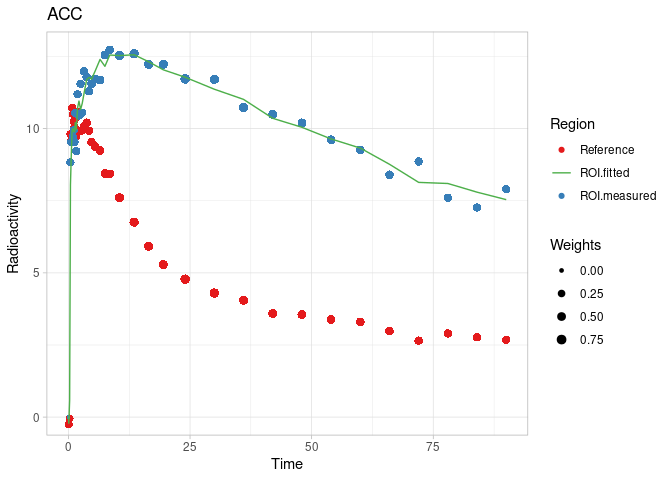 ACC
10
5
0
0
25
50
75
Radioactivity
Time
Region
Reference
ROI.fitted
ROI.measured
Weights
0.00
0.25
0.50
0.75